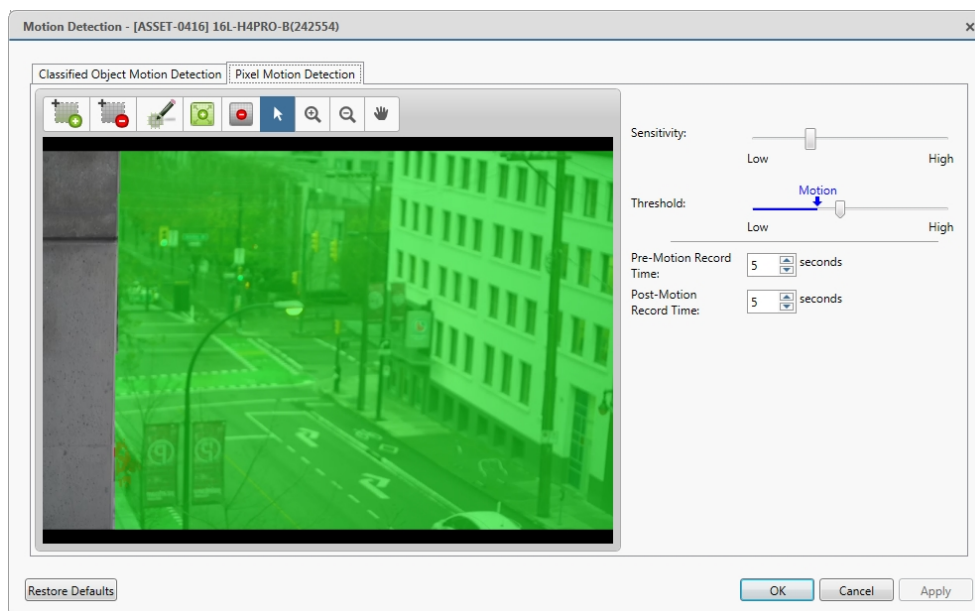 Motion Detection - [ASSET-0416] 16L-H4PRO-B(242554)
Classified Object Motion Detection
Pixel Motion Detection
Sensitivity:
Low
High
Motion
Threshold:
Low
High
Pre-Motion Record
Time:
5
seconds
Post-Motion
Record Time:
5
seconds
Restore Defaults
OK
Cancel
Apply